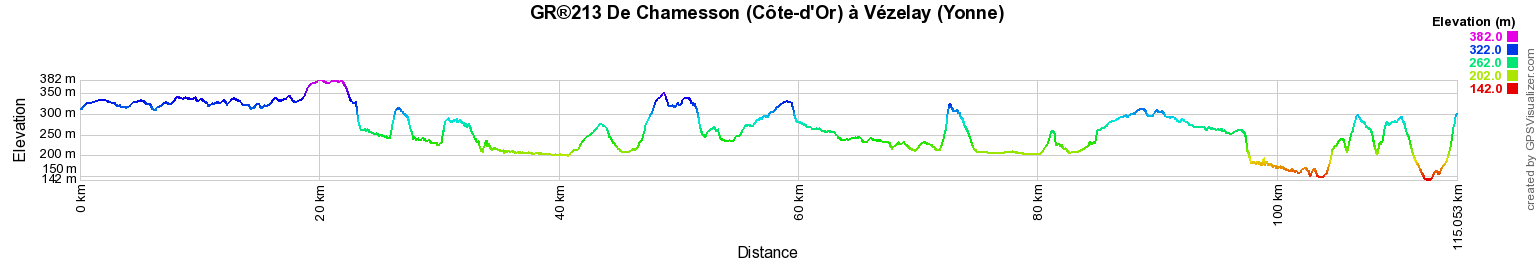 GR®213 De Chamesson (Côte-d'Or) à Vézelay (Yonne)
Elevation (m)
382.0
322.0
262.0
202.0
142.0
382 m
350 m
300 m
250 m
200 m
150 m
142 m
Elevation
0 km
20 km
40 km
60 km
80 km
100 km
115.053 km
Distance
created by GPSVisualizer.com